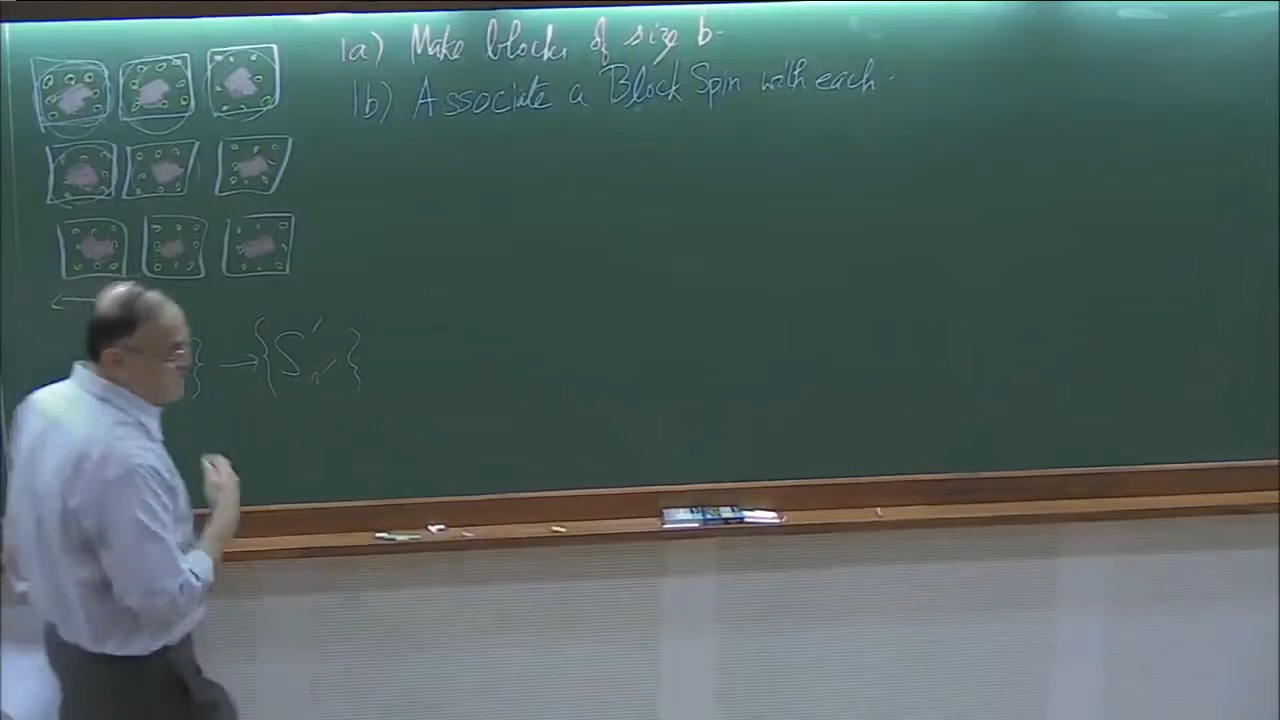 1a) Make blocks of size b.
1b) Associate a Block Spin with each.
} → {S'
}